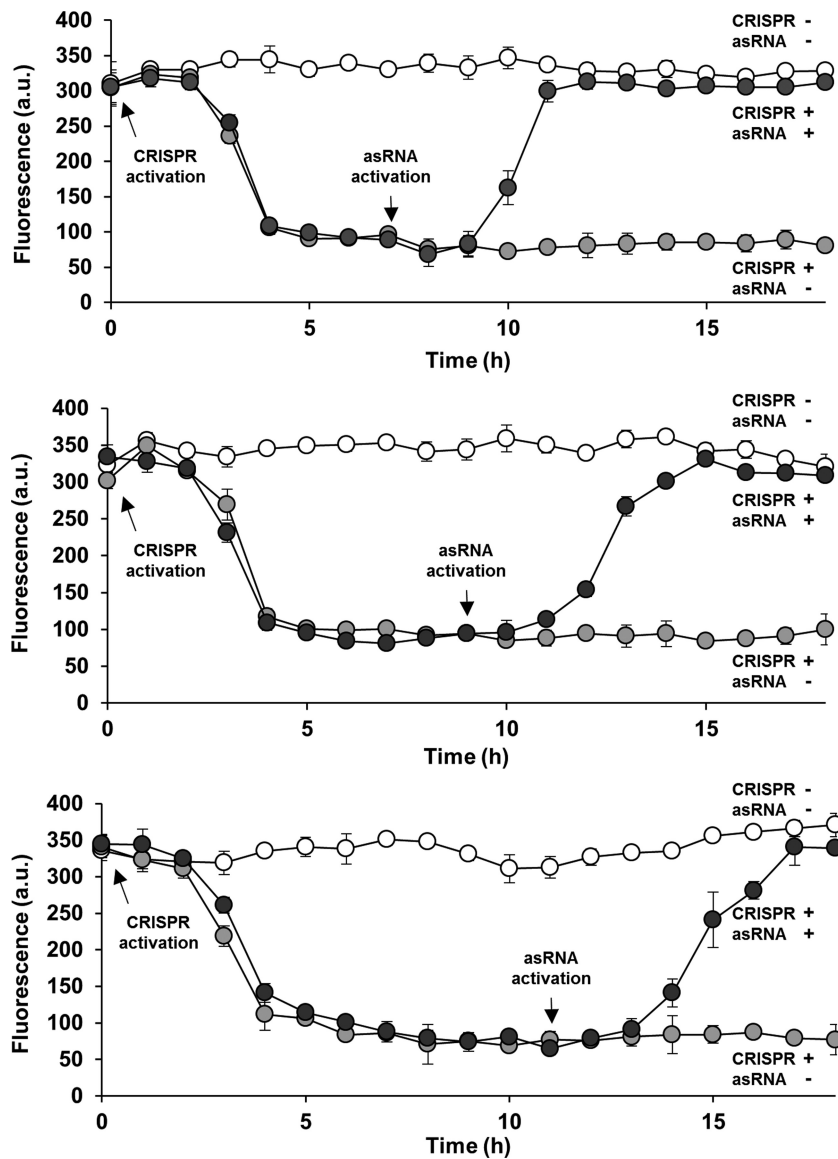 400
350
300
250
200
150
100
50
0
Fluorescence (a.u.)
CRISPR
activation
asRNA
activation
CRISPR -
asRNA -
CRISPR +
asRNA +
CRISPR +
asRNA -
0 5 10 15
Time (h)
400
350
300
250
200
150
100
50
0
Fluorescence (a.u.)
CRISPR
activation
asRNA
activation
CRISPR -
asRNA -
CRISPR +
asRNA +
CRISPR +
asRNA -
0 5 10 15
Time (h)
400
350
300
250
200
150
100
50
0
Fluorescence (a.u.)
CRISPR
activation
asRNA
activation
CRISPR -
asRNA -
CRISPR +
asRNA +
CRISPR +
asRNA -
0 5 10 15
Time (h)